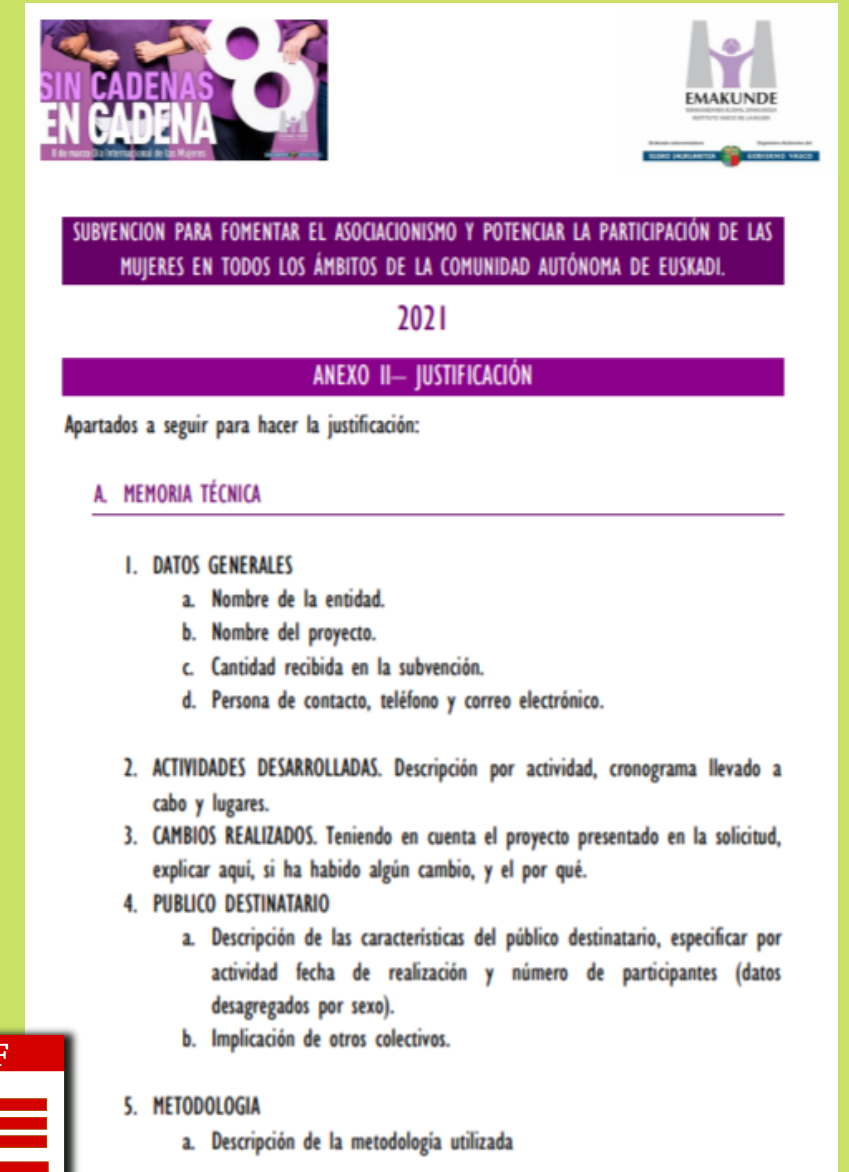 SIN CADENAS
EN CADENA
8 de marzo Día Internacional de las Mujeres
EMAKUNDE
EUSKO JAURLARITZA
GOBIERNO VASCO
SUBVENCION PARA FOMENTAR EL ASOCIACIONISMO Y POTENCIAR LA PARTICIPACIÓN DE LAS
MUJERES EN TODOS LOS ÁMBITOS DE LA COMUNIDAD AUTÓNOMA DE EUSKADI.
2021
ANEXO II– JUSTIFICACIÓN
Apartados a seguir para hacer la justificación:
A. MEMORIA TÉCNICA
1. DATOS GENERALES
a. Nombre de la entidad.
b. Nombre del proyecto.
c. Cantidad recibida en la subvención.
d. Persona de contacto, teléfono y correo electrónico.
2. ACTIVIDADES DESARROLLADAS. Descripción por actividad, cronograma llevado a
cabo y lugares.
3. CAMBIOS REALIZADOS. Teniendo en cuenta el proyecto presentado en la solicitud,
explicar aquí, si ha habido algún cambio, y el por qué.
4. PUBLICO DESTINATARIO
a. Descripción de las características del público destinatario, especificar por
actividad fecha de realización y número de participantes (datos
desagregados por sexo).
b. Implicación de otros colectivos.
F
5. METODOLOGIA
a. Descripción de la metodología utilizada